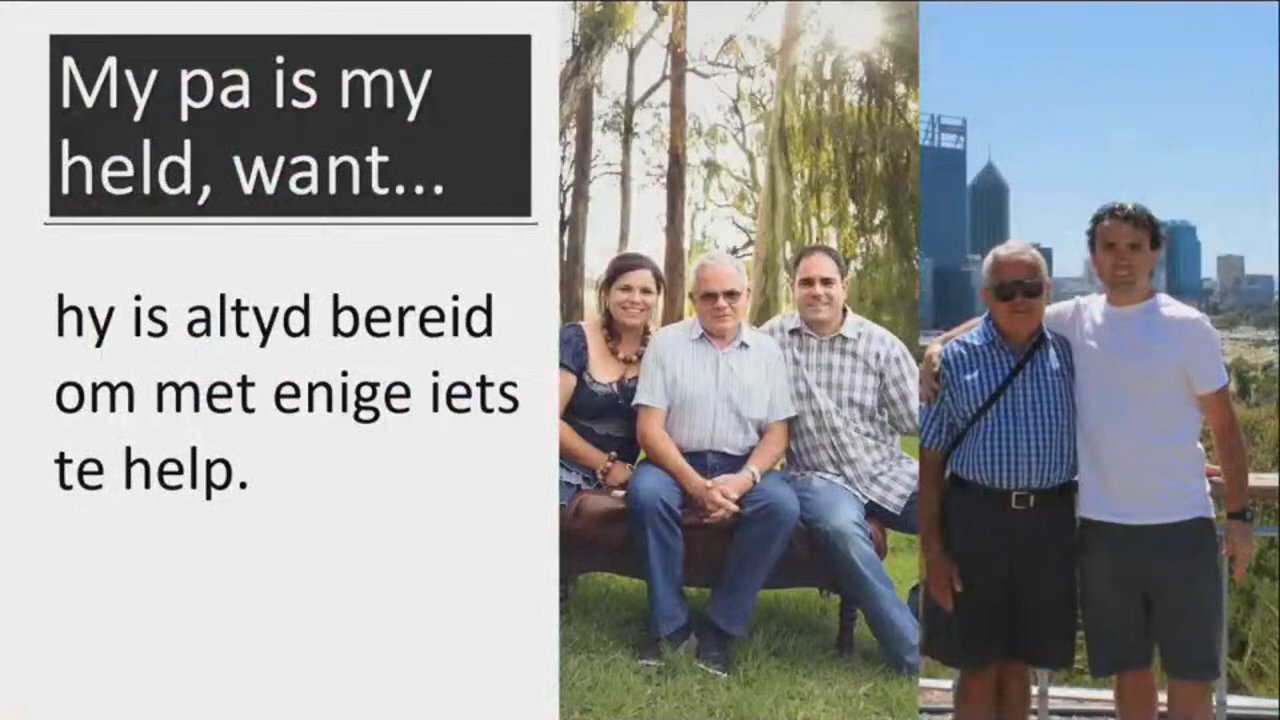 My pa is my
held, want...
hy is altyd bereid
om met enige iets
te help.